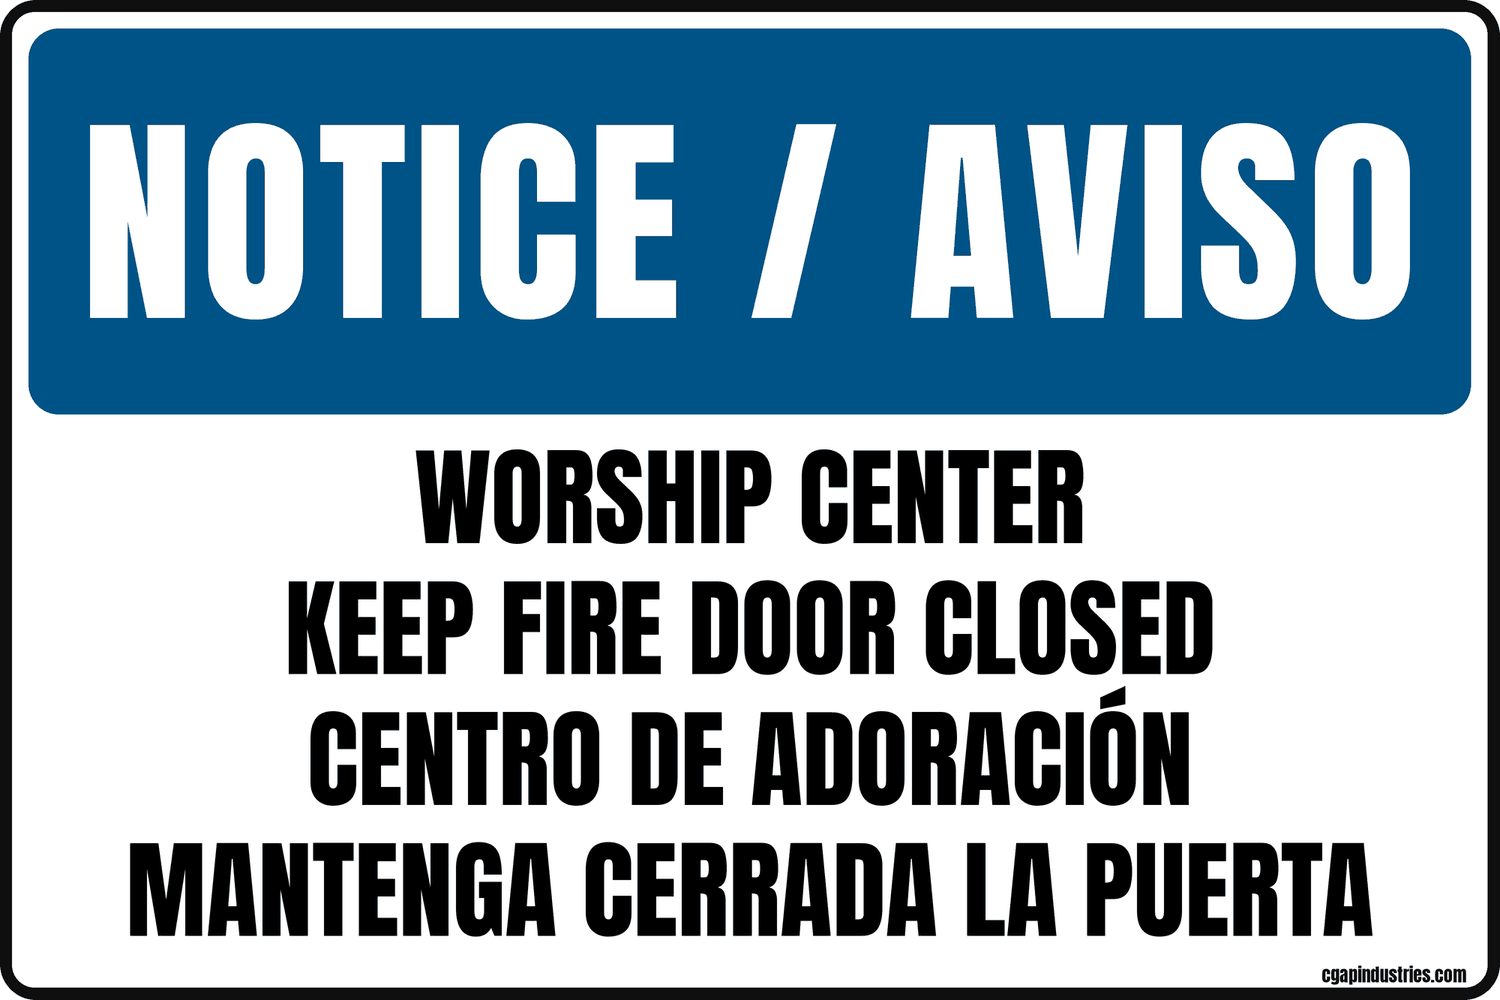 NOTICE / AVISO
WORSHIP CENTER
KEEP FIRE DOOR CLOSED
CENTRO DE ADORACIÓN
MANTENGA CERRADA LA PUERTA
cgapindustries.com